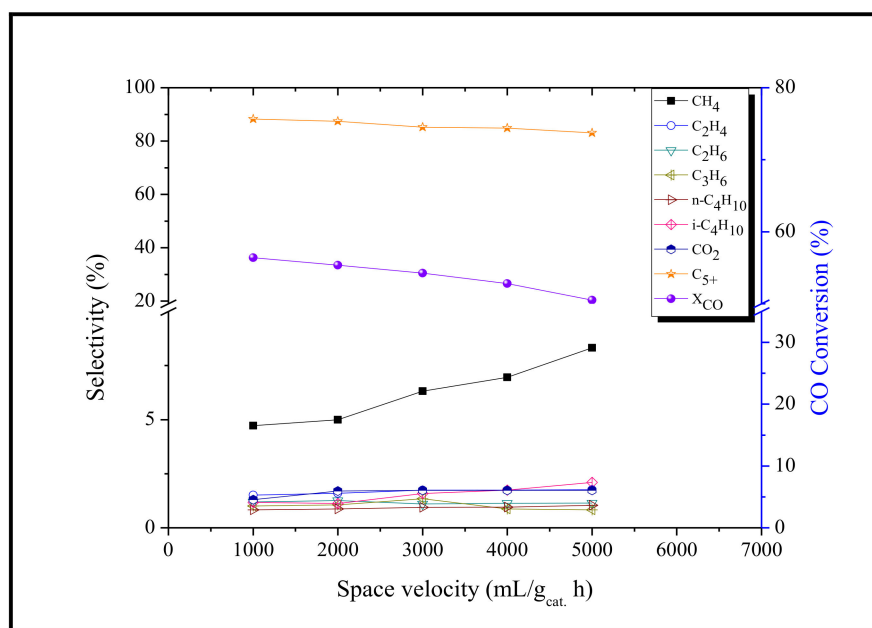 100
80
60
40
20
5
0
Selectivity (%)
80
60
30
20
10
0
CO Conversion (%)
CH4
C2H4
C2H6
C3H6
n-C4H10
i-C4H10
CO2
C5+
XCO
0 1000 2000 3000 4000 5000 6000 7000
Space velocity (mL/gcat. h)